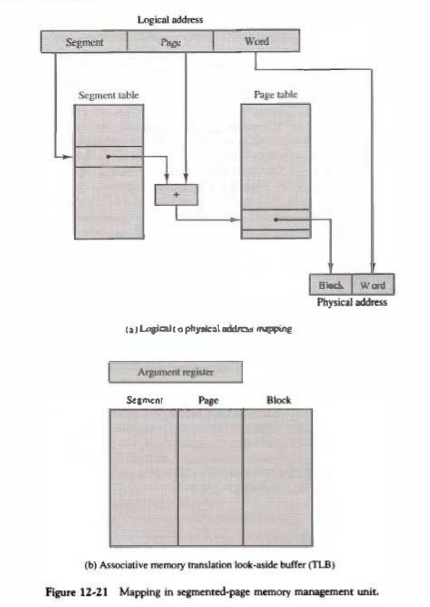 Logical address
Segment Page Word
Segment table Page table
+
Block Word
Physical address
(a) Logical to physical address mapping
Argument register
Segment Page Block
(b) Associative memory translation look-aside buffer (TLB)
Figure 12-21 Mapping in segmented-page memory management unit.